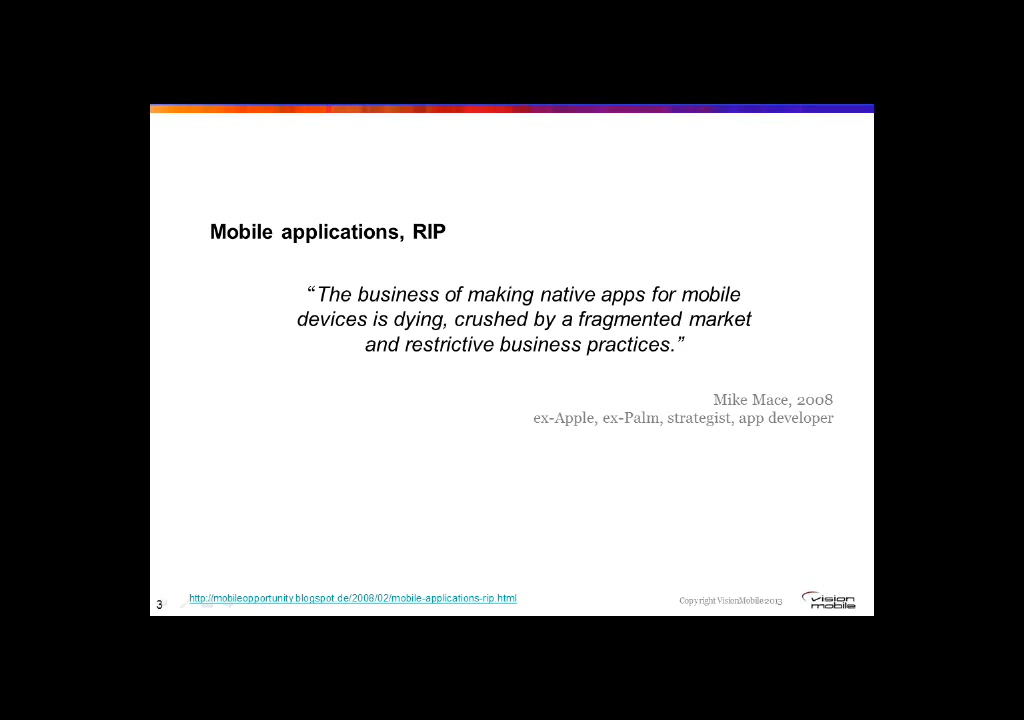 Mobile applications, RIP
“The business of making native apps for mobile
devices is dying, crushed by a fragmented market
and restrictive business practices.”
Mike Mace, 2008
ex-Apple, ex-Palm, strategist, app developer
3
http://mobileopportunity.blogspot.de/2008/02/mobile-applications-rip.html
Copyright VisionMobile 2013
vision
mobile